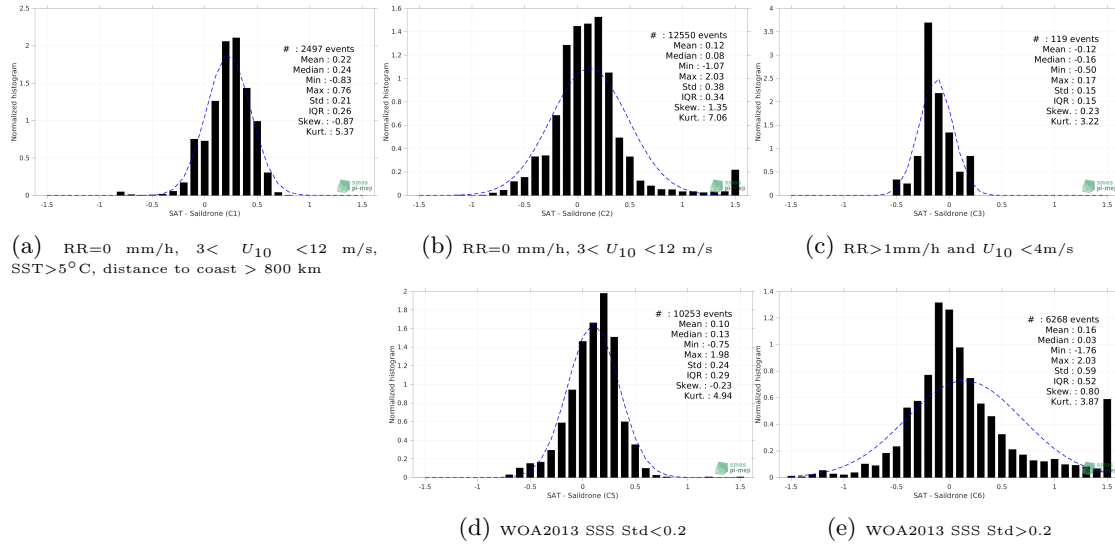 2.5
2
1.5
1
0.5
0
Normalized histogram
# : 2497 events
Mean : 0.22
Median : 0.24
Min : -0.83
Max : 0.76
Std : 0.21
IQR : 0.26
Skew. : -0.87
Kurt. : 5.37
smos
pi-mep
-1.5 -1 -0.5 0 0.5 1 1.5
SAT - Saildrone (C1)
(a) RR=0 mm/h, 3< U10 <12 m/s,
SST>5°C, distance to coast > 800 km
1.6
1.4
1.2
1
0.8
0.6
0.4
0.2
0
Normalized histogram
# : 12550 events
Mean : 0.12
Median : 0.08
Min : -1.07
Max : 2.03
Std : 0.38
IQR : 0.34
Skew. : 1.35
Kurt. : 7.06
smos
pi-mep
-1.5 -1 -0.5 0 0.5 1 1.5
SAT - Saildrone (C2)
(b) RR=0 mm/h, 3< U10 <12 m/s
4
3.5
3
2.5
2
1.5
1
0.5
0
Normalized histogram
# : 119 events
Mean : -0.12
Median : -0.16
Min : -0.50
Max : 0.17
Std : 0.15
IQR : 0.15
Skew. : 0.23
Kurt. : 3.22
smos
pi-mep
-1.5 -1 -0.5 0 0.5 1 1.5
SAT - Saildrone (C3)
(c) RR>1mm/h and U10 <4m/s
2
1.8
1.6
1.4
1.2
1
0.8
0.6
0.4
0.2
0
Normalized histogram
# : 10253 events
Mean : 0.10
Median : 0.13
Min : -0.75
Max : 1.98
Std : 0.24
IQR : 0.29
Skew. : -0.23
Kurt. : 4.94
smos
pi-mep
-1.5 -1 -0.5 0 0.5 1 1.5
SAT - Saildrone (C5)
(d) WOA2013 SSS Std<0.2
1.4
1.2
1
0.8
0.6
0.4
0.2
0
Normalized histogram
# : 6268 events
Mean : 0.16
Median : 0.03
Min : -1.76
Max : 2.03
Std : 0.59
IQR : 0.52
Skew. : 0.80
Kurt. : 3.87
smos
pi-mep
-1.5 -1 -0.5 0 0.5 1 1.5
SAT - Saildrone (C6)
(e) WOA2013 SSS Std>0.2